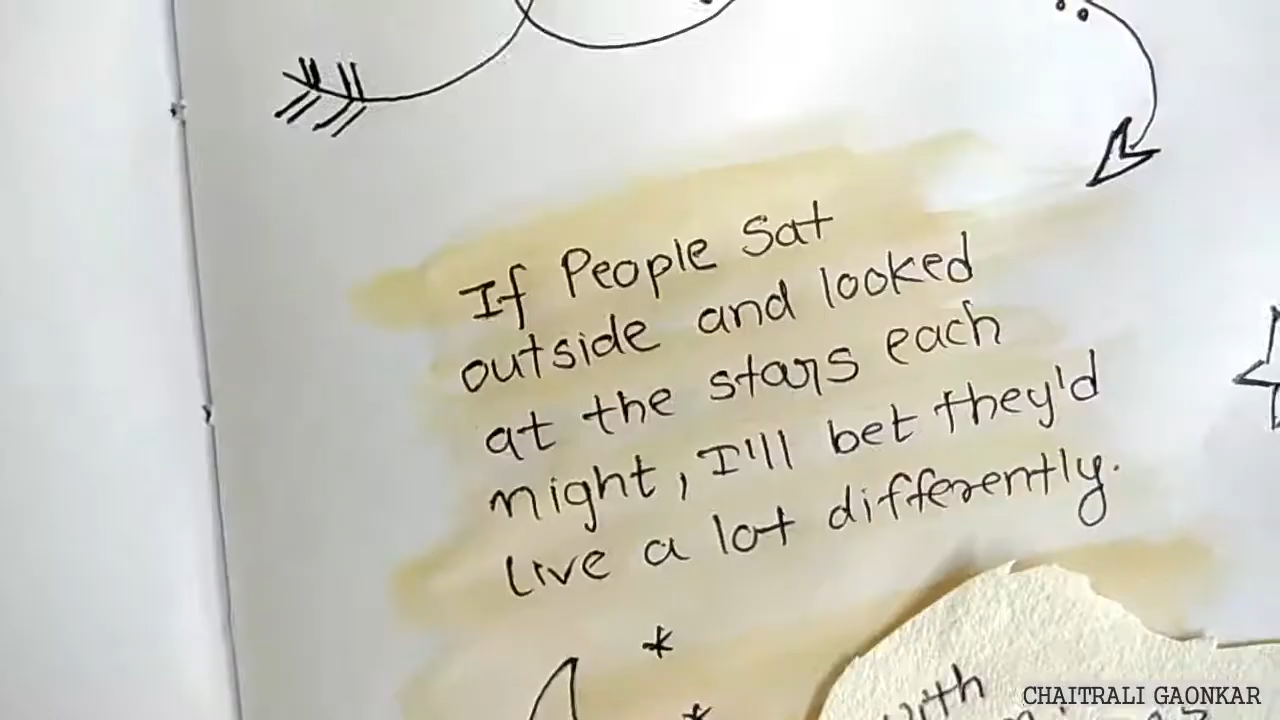 If People Sat
outside and looked
at the stars each
night, I'll bet they'd
live a lot differently.
with
CHAITRALI GAONKAR